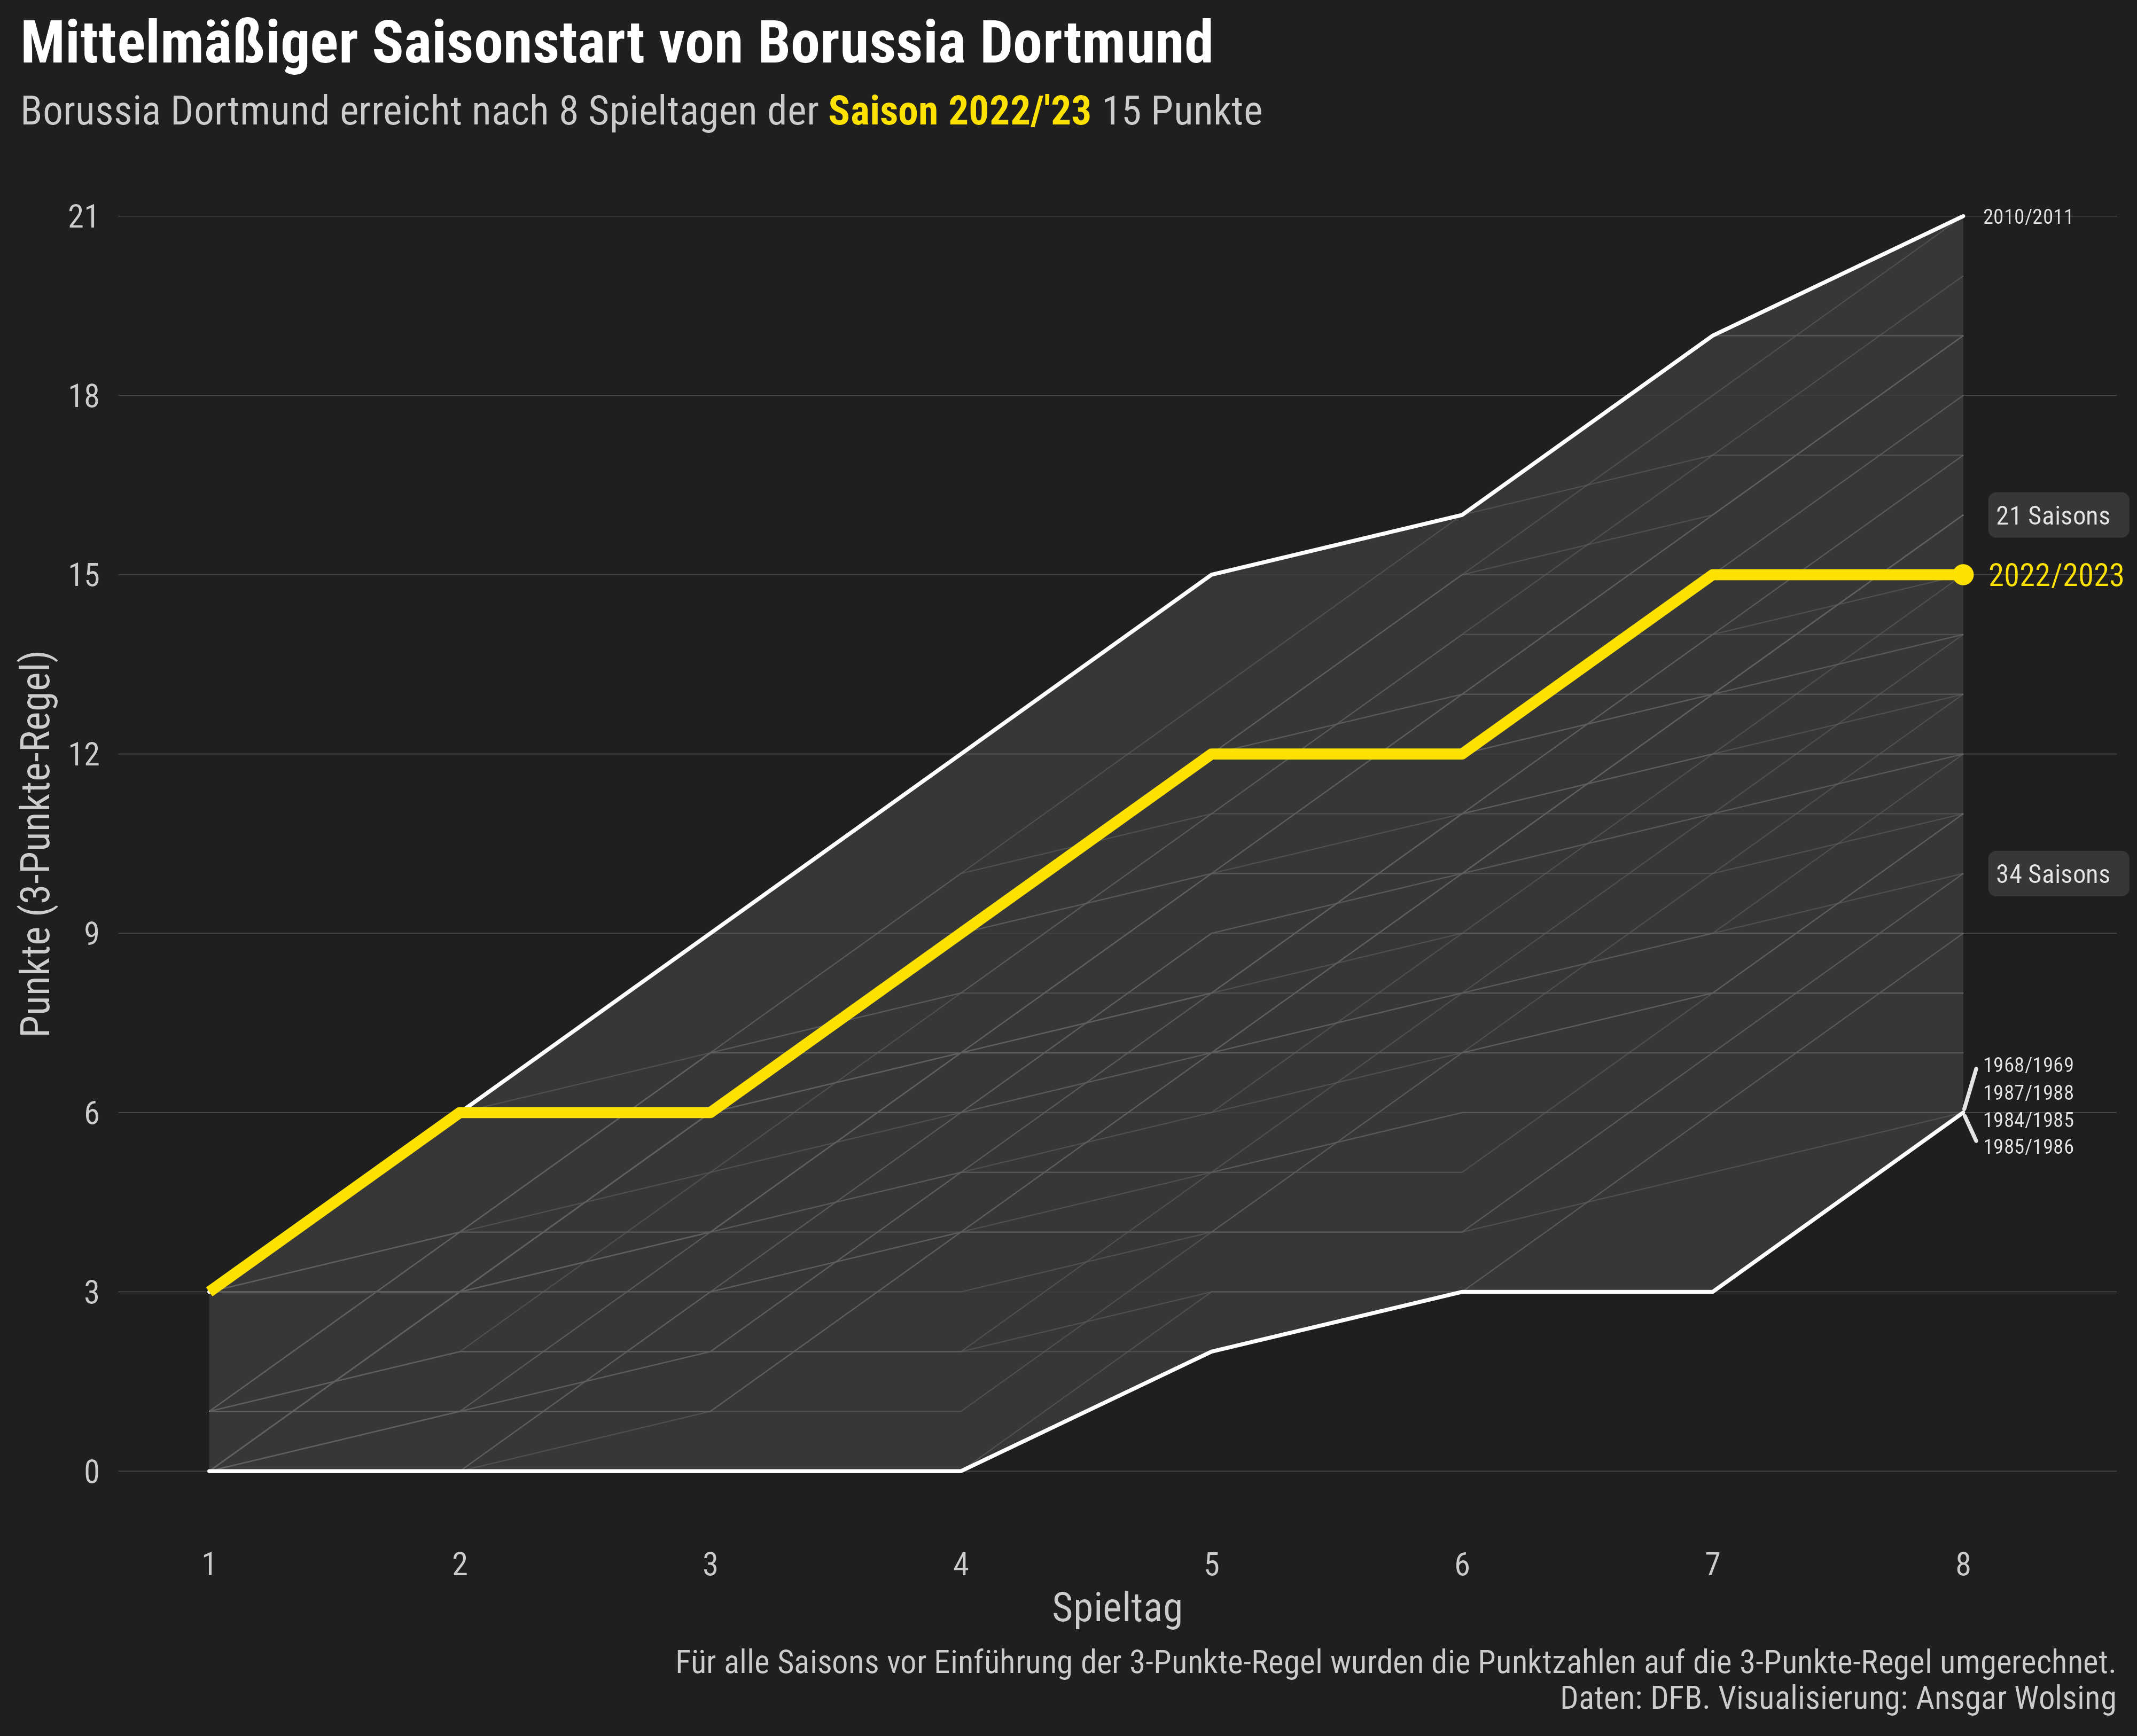 Mittelmäßiger Saisonstart von Borussia Dortmund
Borussia Dortmund erreicht nach 8 Spieltagen der Saison 2022/'23 15 Punkte
Punkte (3-Punkte-Regel)
21
18
15
12
9
6
3
0
2010/2011
21 Saisons
2022/2023
34 Saisons
1968/1969
1987/1988
1984/1985
1985/1986
1 2 3 4 5 6 7 8
Spieltag
Für alle Saisons vor Einführung der 3-Punkte-Regel wurden die Punktzahlen auf die 3-Punkte-Regel umgerechnet.
Daten: DFB. Visualisierung: Ansgar Wolsing